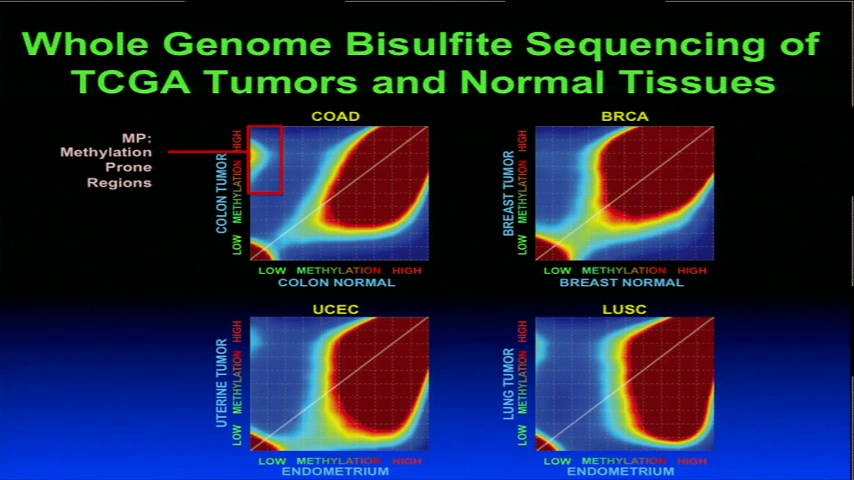 Whole Genome Bisulfite Sequencing of
TCGA Tumors and Normal Tissues
MP:
Methylation
Prone
Regions
COAD
COLON TUMOR
LOW METHYLATION HIGH
LOW METHYLATION HIGH
COLON NORMAL
BRCA
BREAST TUMOR
LOW METHYLATION HIGH
LOW METHYLATION HIGH
BREAST NORMAL
UCEC
UTERINE TUMOR
LOW METHYLATION HIGH
LOW METHYLATION HIGH
ENDOMETRIUM
LUSC
LUNG TUMOR
LOW METHYLATION HIGH
LOW METHYLATION HIGH
ENDOMETRIUM